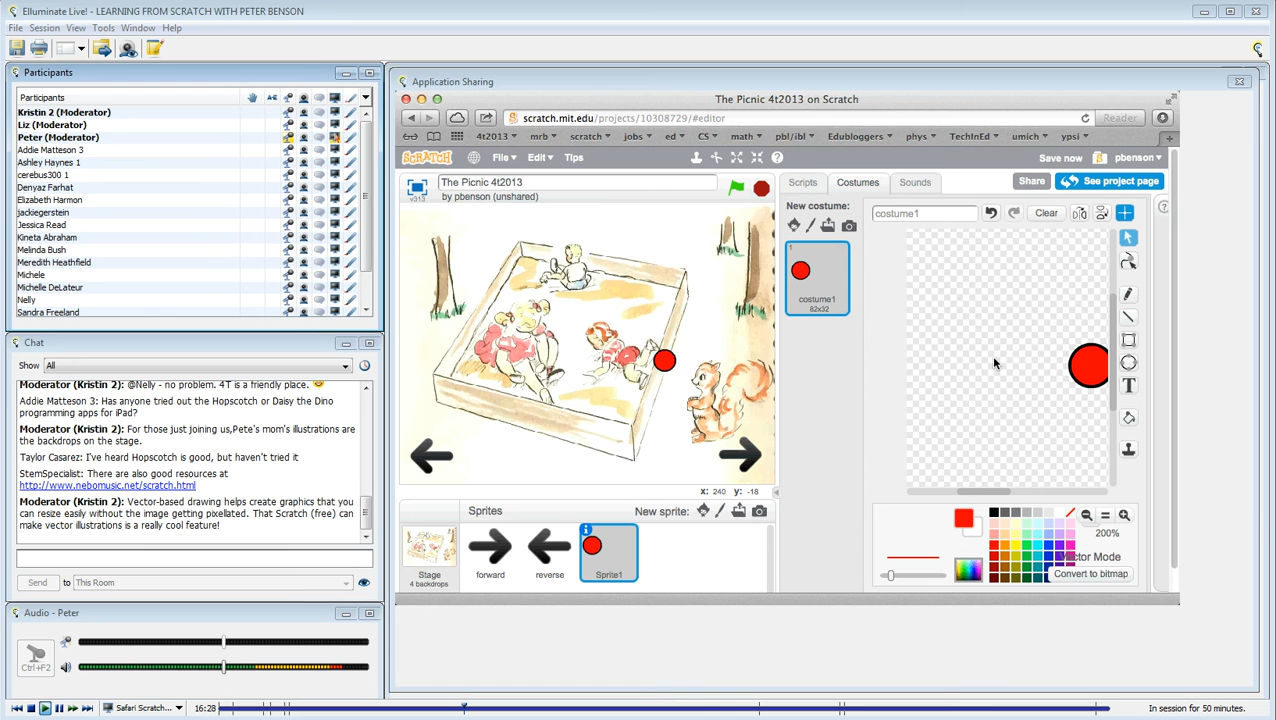 Elluminate Live! - LEARNING FROM SCRATCH WITH PETER BENSON
File Session View Tools Window Help
Participants
Participants
Kristin 2 (Moderator)
Liz (Moderator)
Peter (Moderator)
Addie Matteson 3
Ashley Haynes 1
cerebus300 1
Denyaz Farhat
Elizabeth Harmon
jackiegerstein
Jessica Read
Kineta Abraham
Melinda Bush
Meredith Heathfield
Michele
Michelle DeLateur
Nelly
Sandra Freeland
Chat
Show All
Moderator (Kristin 2): @Nelly - no problem. 4T is a friendly place.
Addie Matteson 3: Has anyone tried out the Hopscotch or Daisy the Dino
programming apps for iPad?
Moderator (Kristin 2): For those just joining us,Pete's mom's illustrations are
the backdrops on the stage.
Taylor Casarez: I've heard Hopscotch is good, but haven't tried it
StemSpecialist: There are also good resources at
http://www.nebomusic.net/scratch.html
Moderator (Kristin 2): Vector-based drawing helps create graphics that you
can resize easily without the image getting pixellated. That Scratch (free) can
make vector illustrations is a really cool feature!
Send to This Room
Audio - Peter
Ctrl+F2
Safari Scratch... 16:28 In session for 50 minutes.
Application Sharing
The Picnic 4t2013 on Scratch
scratch.mit.edu/projects/10308729/#editor Reader
4t2013 mrb scratch jobs ed CS math pbl/ibl Edubloggers phys TechInEd umich ypsi
SCRATCH File Edit Tips Save now pbenson
v313 The Picnic 4t2013
by pbenson (unshared)
Scripts Costumes Sounds Share See project page
New costume: costume1 Clear
1
costume1
82x32
x: 240 y: -18
Sprites New sprite:
Stage
4 backdrops
forward reverse Sprite1
200%
Vector Mode
Convert to bitmap